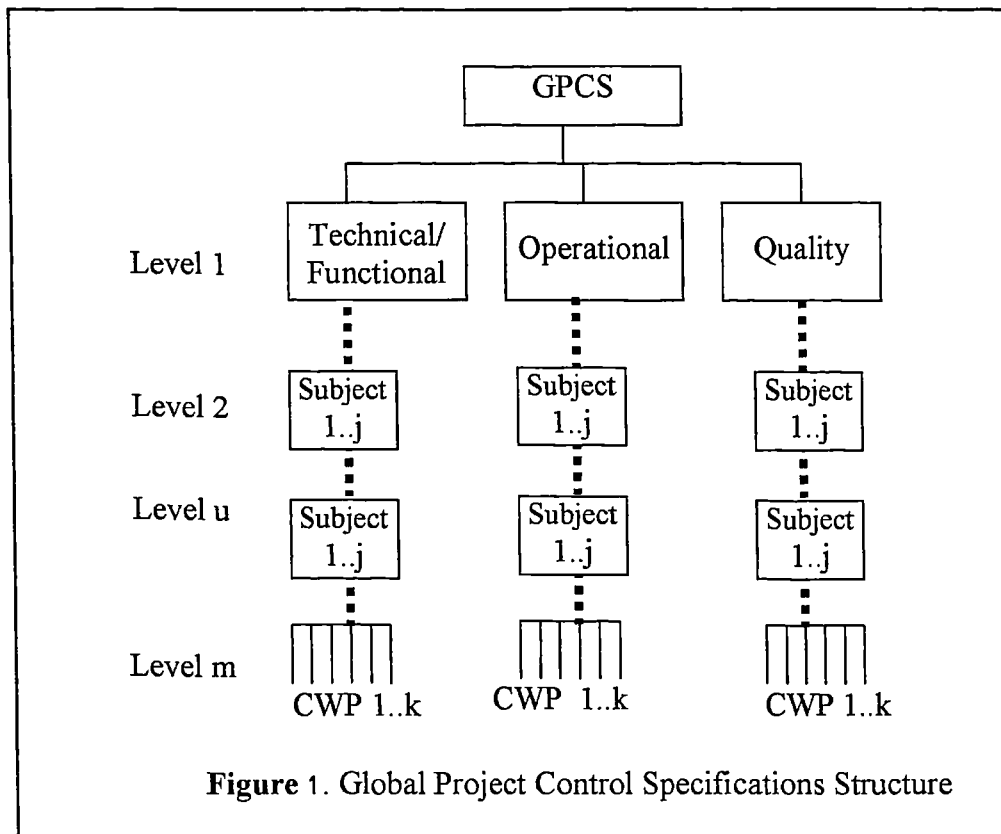 GPCS
Level 1
Technical/
Functional
Operational
Quality
Level 2
Subject
1..j
Subject
1..j
Subject
1..j
Level u
Subject
1..j
Subject
1..j
Subject
1..j
Level m
CWP 1..k
CWP 1..k
CWP 1..k
Figure 1. Global Project Control Specifications Structure